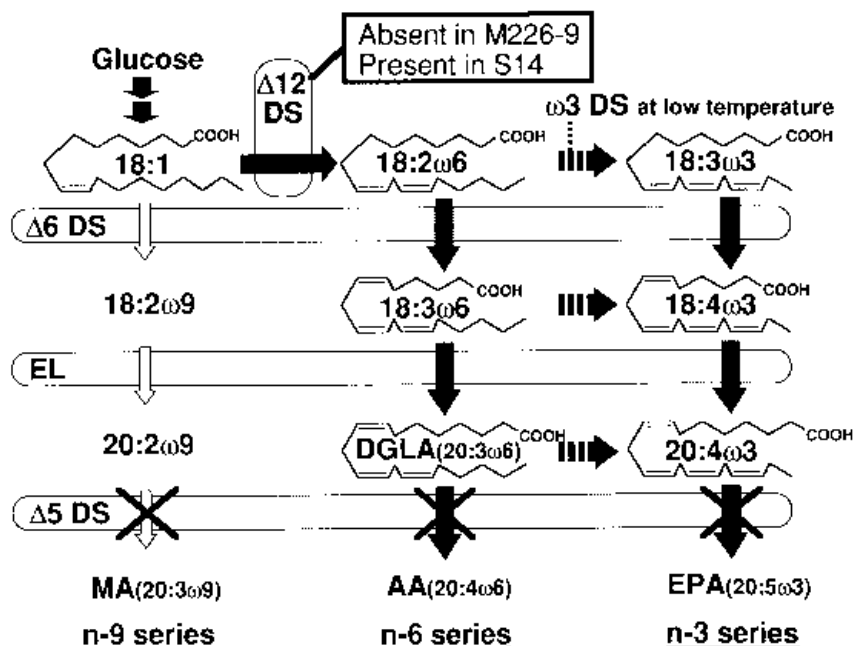 Absent in M226-9
Present in S14
Glucose
Δ12
DS
ω3 DS at low temperature
COOH
COOH
COOH
18:1
18:2ω6
18:3ω3
Δ6 DS
18:2ω9
18:3ω6
COOH
18:4ω3
COOH
EL
20:2ω9
DGLA(20:3ω6)
COOH
20:4ω3
COOH
Δ5 DS
MA(20:3ω9)
AA(20:4ω6)
EPA(20:5ω3)
n-9 series
n-6 series
n-3 series